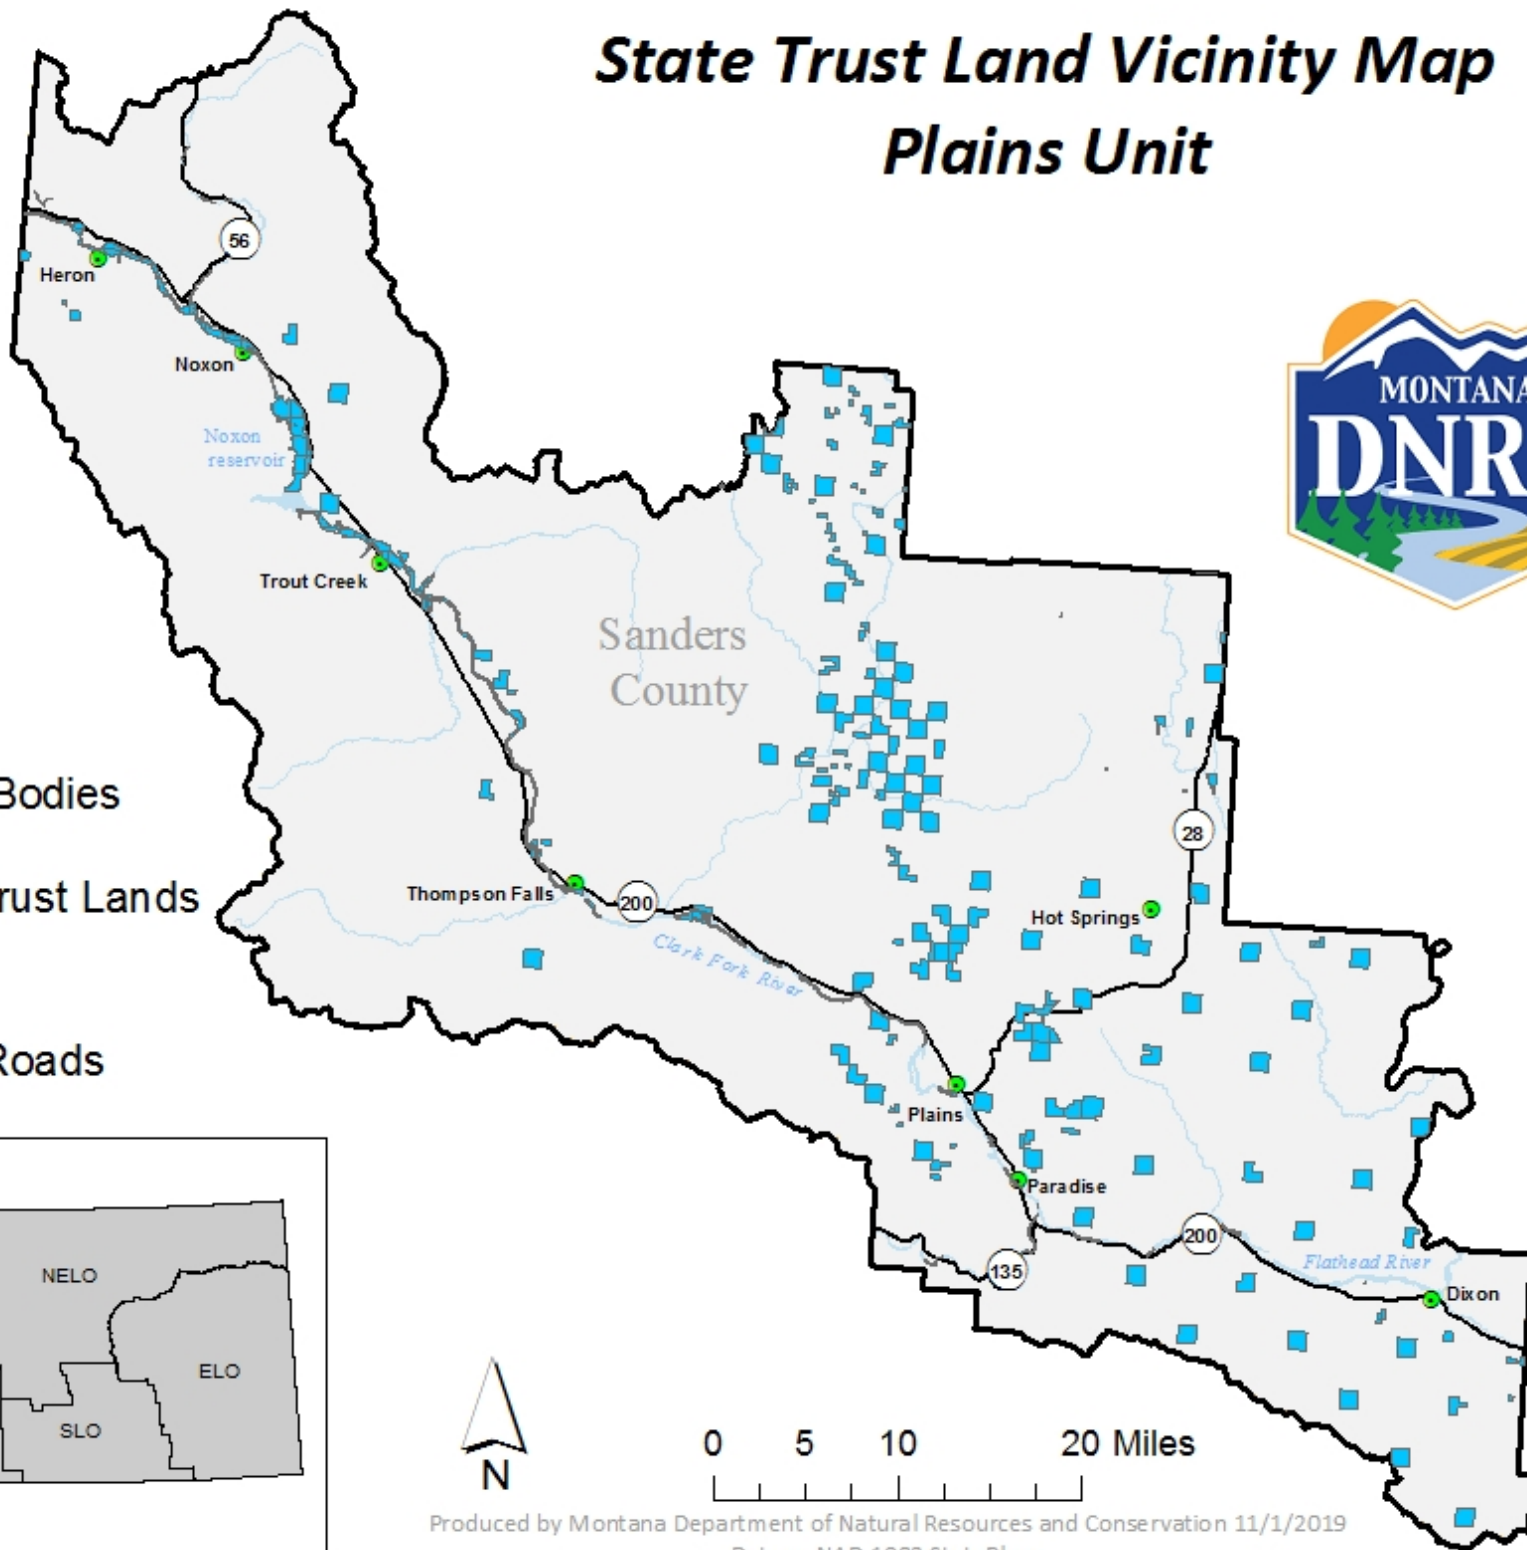 State Trust Land Vicinity Map
Plains Unit
56
Heron
Noxon
Noxon
reservoir
MONTANA
DNR
Trout Creek
Sanders
County
Bodies
28
Trust Lands
Thompson Falls
200
Hot Springs
Clark Fork River
Roads
Plains
Paradise
200
135
Flathead River
Dixon
NELO
ELO
SLO
N
0 5 10 20 Miles
Produced by Montana Department of Natural Resources and Conservation 11/1/2019